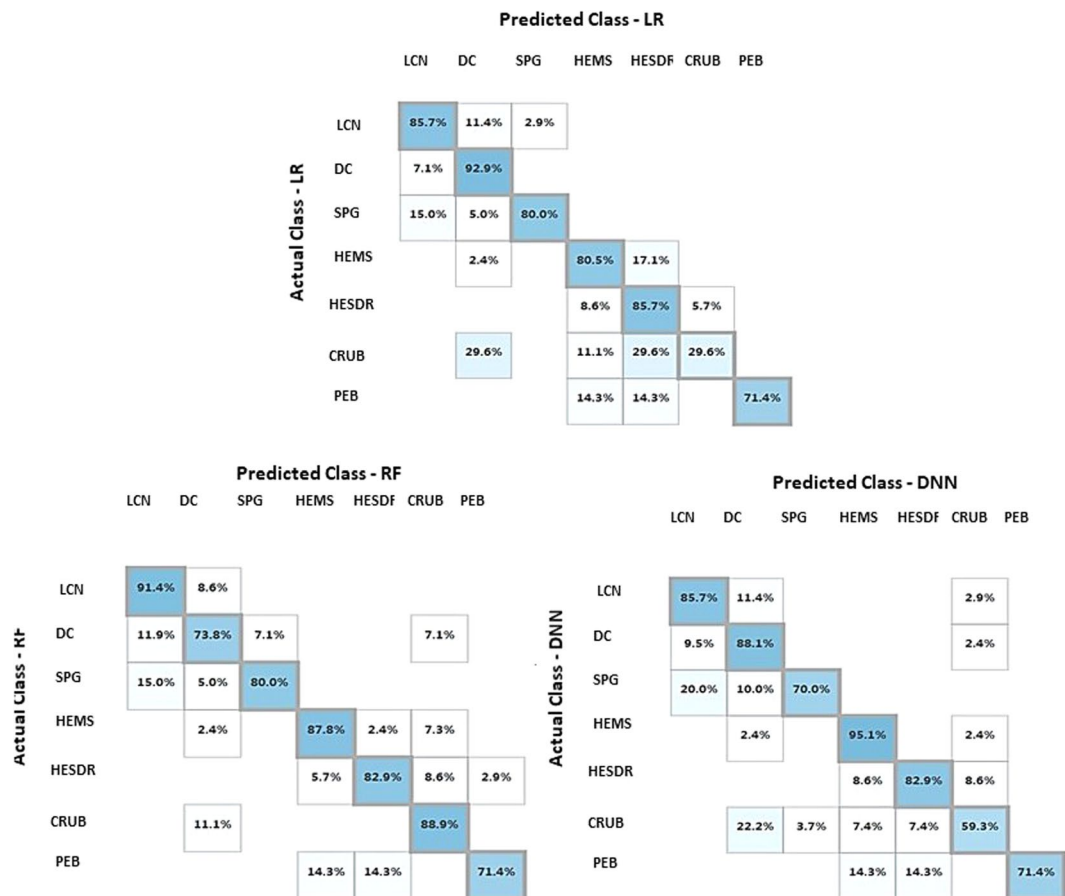 Predicted Class - LR
LCN DC SPG HEMS HESDR CRUB PEB
Actual Class - LR
LCN 85.7% 11.4% 2.9%
DC 7.1% 92.9%
SPG 15.0% 5.0% 80.0%
HEMS 2.4% 80.5% 17.1%
HESDR 8.6% 85.7% 5.7%
CRUB 29.6% 11.1% 29.6% 29.6%
PEB 14.3% 14.3% 71.4%
Predicted Class - RF
LCN DC SPG HEMS HESDF CRUB PEB
Actual Class - RF
LCN 91.4% 8.6%
DC 11.9% 73.8% 7.1% 7.1%
SPG 15.0% 5.0% 80.0%
HEMS 2.4% 87.8% 2.4% 7.3%
HESDR 5.7% 82.9% 8.6% 2.9%
CRUB 11.1% 88.9%
PEB 14.3% 14.3% 71.4%
Predicted Class - DNN
LCN DC SPG HEMS HESDF CRUB PEB
Actual Class - DNN
LCN 85.7% 11.4% 2.9%
DC 9.5% 88.1% 2.4%
SPG 20.0% 10.0% 70.0%
HEMS 2.4% 95.1% 2.4%
HESDR 8.6% 82.9% 8.6%
CRUB 22.2% 3.7% 7.4% 7.4% 59.3%
PEB 14.3% 14.3% 71.4%